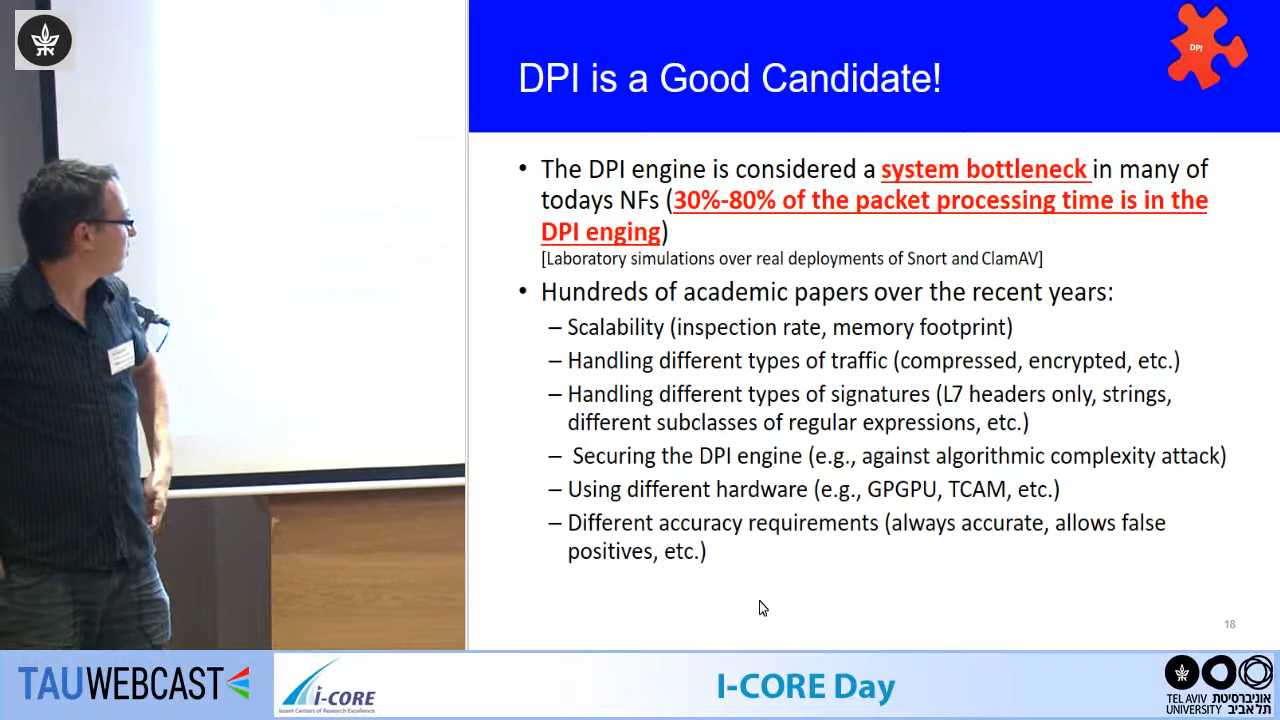 DPI
DPI is a Good Candidate!
• The DPI engine is considered a system bottleneck in many of
todays NFs (30%-80% of the packet processing time is in the
DPI enging)
[Laboratory simulations over real deployments of Snort and ClamAV]
• Hundreds of academic papers over the recent years:
– Scalability (inspection rate, memory footprint)
– Handling different types of traffic (compressed, encrypted, etc.)
– Handling different types of signatures (L7 headers only, strings,
different subclasses of regular expressions, etc.)
– Securing the DPI engine (e.g., against algorithmic complexity attack)
– Using different hardware (e.g., GPGPU, TCAM, etc.)
– Different accuracy requirements (always accurate, allows false
positives, etc.)
18
TAUWEBCAST
i-CORE
Israeli Centers of Research Excellence
I-CORE Day
TEL AVIV UNIVERSITY
אוניברסיטת תל אביב